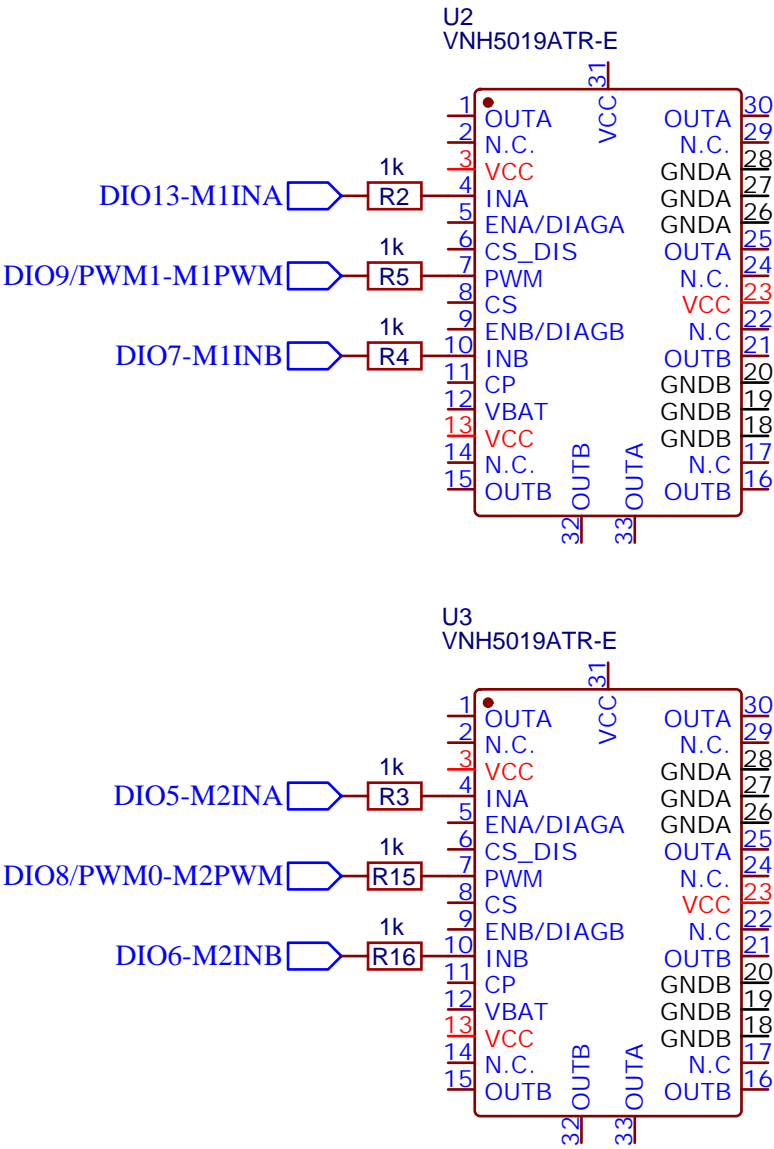 U2
VNH5019ATR-E
31
VCC
1 OUTA OUTA 30
2 N.C. N.C. 29
3 VCC GNDA 28
DIO13-M1INA 1k R2 4 INA GNDA 27
5 ENA/DIAGA GNDA 26
6 CS_DIS OUTA 25
DIO9/PWM1-M1PWM 1k R5 7 PWM N.C. 24
8 CS VCC 23
9 ENB/DIAGB N.C 22
DIO7-M1INB 1k R4 10 INB OUTB 21
11 CP GNDB 20
12 VBAT GNDB 19
13 VCC GNDB 18
14 N.C. N.C 17
15 OUTB OUTB 16
OUTB OUTA
32 33
U3
VNH5019ATR-E
31
VCC
1 OUTA OUTA 30
2 N.C. N.C. 29
3 VCC GNDA 28
DIO5-M2INA 1k R3 4 INA GNDA 27
5 ENA/DIAGA GNDA 26
6 CS_DIS OUTA 25
DIO8/PWM0-M2PWM 1k R15 7 PWM N.C. 24
8 CS VCC 23
9 ENB/DIAGB N.C 22
DIO6-M2INB 1k R16 10 INB OUTB 21
11 CP GNDB 20
12 VBAT GNDB 19
13 VCC GNDB 18
14 N.C. N.C 17
15 OUTB OUTB 16
OUTB OUTA
32 33